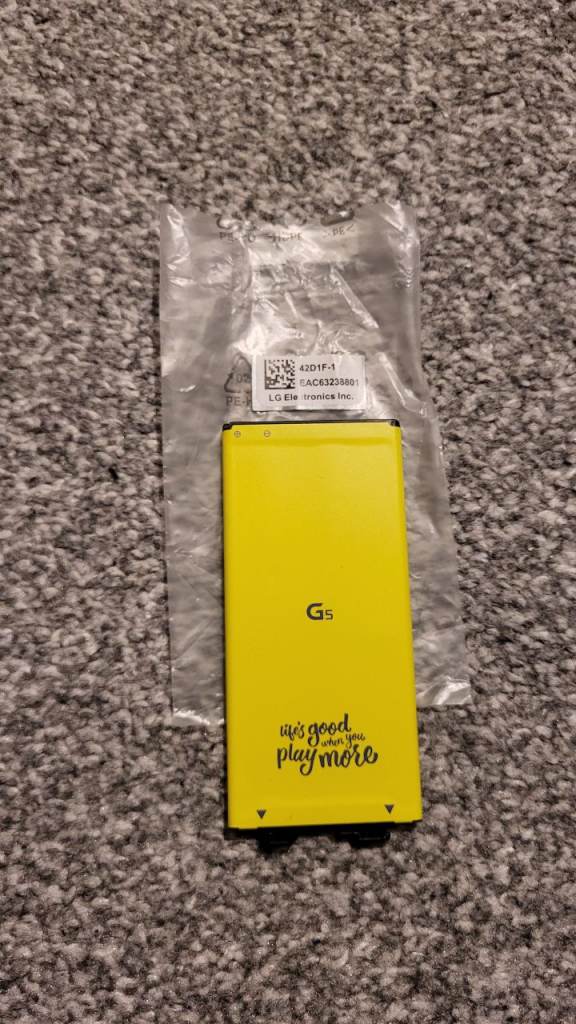 42D1F-1
EAC63238801
LG Electronics Inc.
G5
life's good
when you
play more